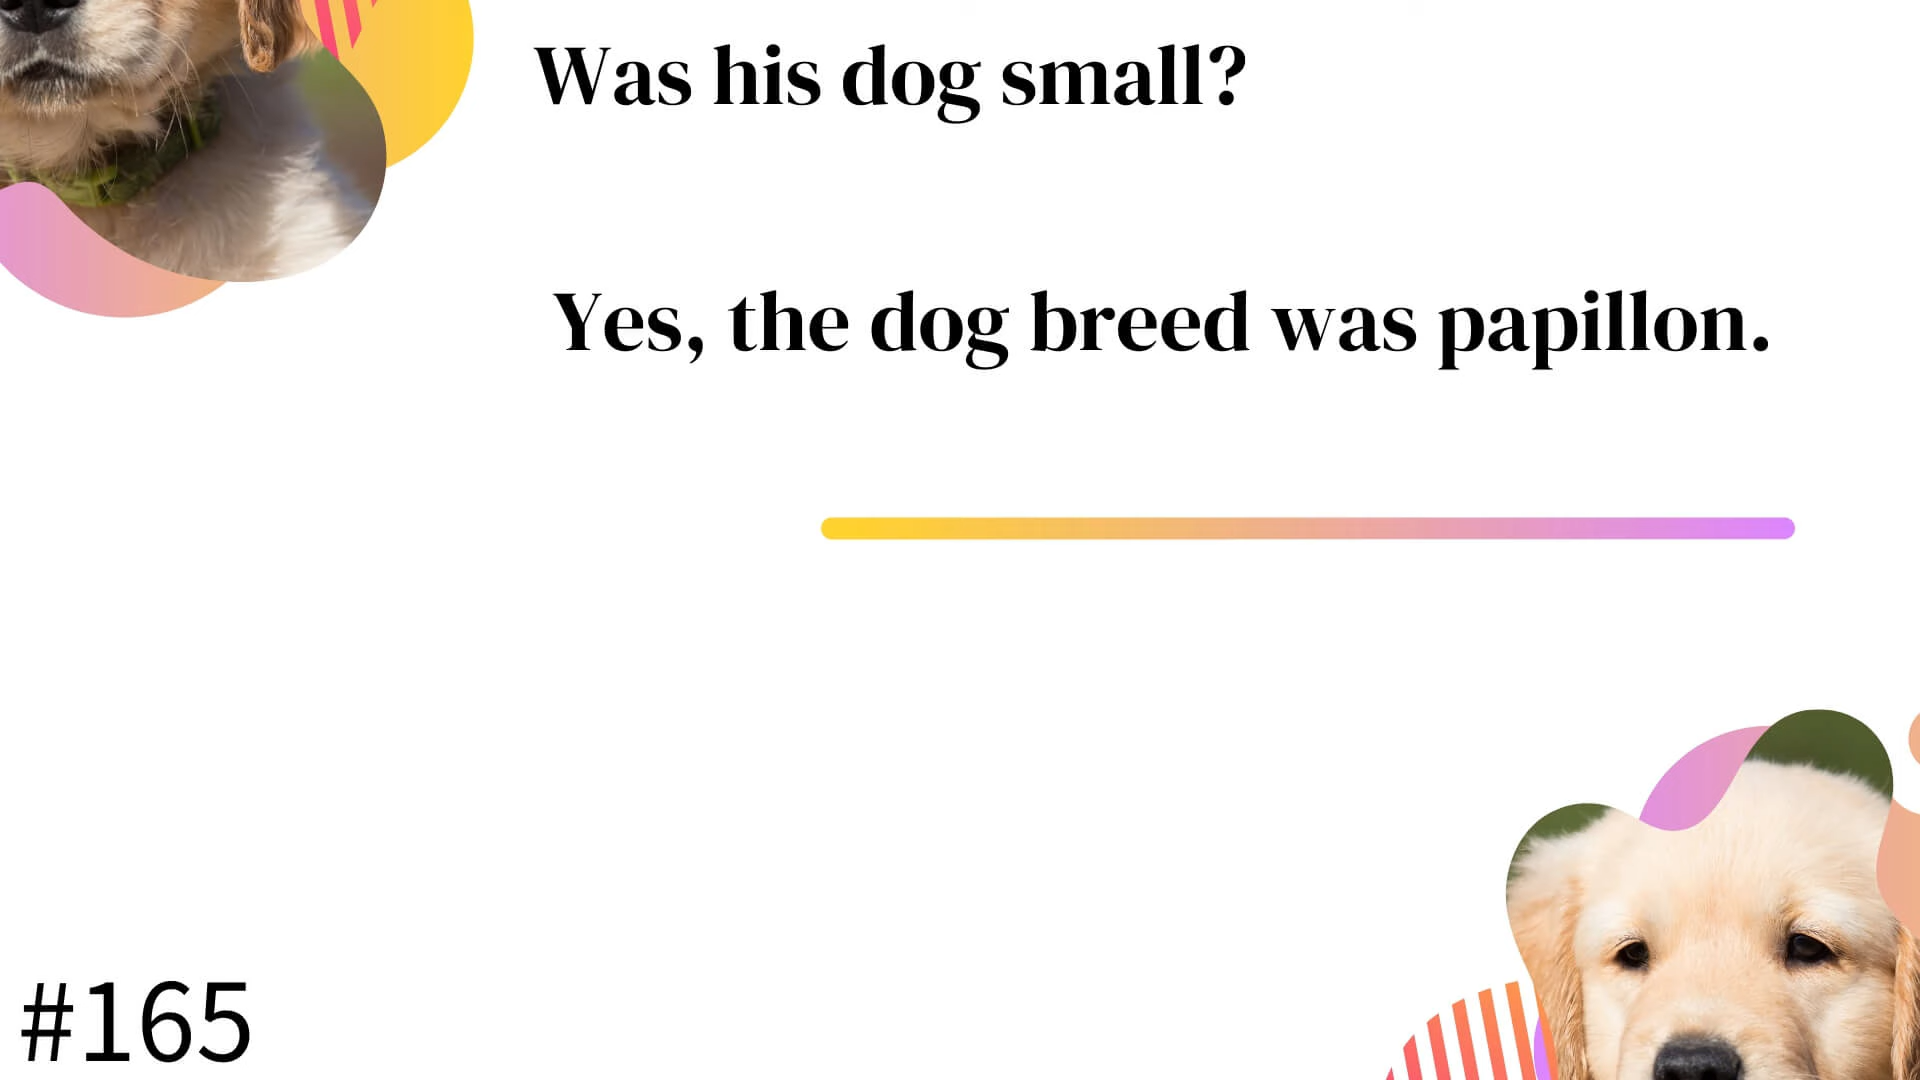 Was his dog small?
Yes, the dog breed was papillon.
#165